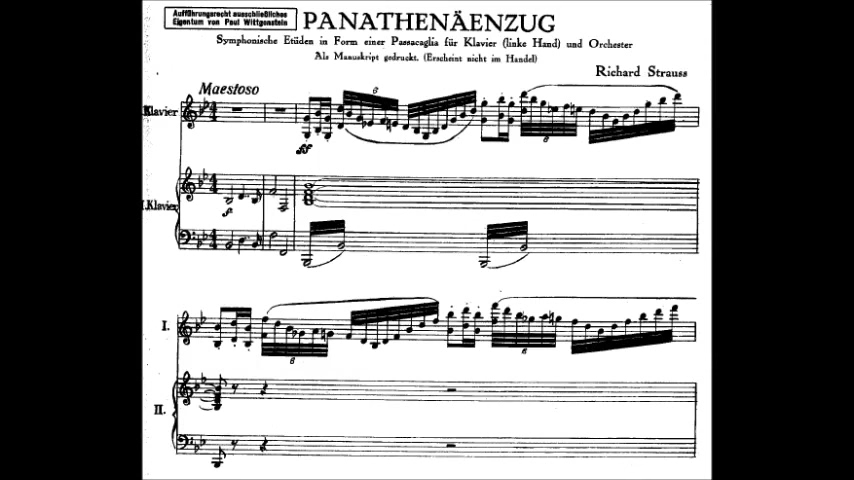 Aufführungsrecht ausschließliches
Eigentum von Paul Wittgenstein
PANATHENÄENZUG
Symphonische Etüden in Form einer Passacaglia für Klavier (linke Hand) und Orchester
Als Manuskript gedruckt. (Erscheint nicht im Handel)
Richard Strauss
Maestoso
Klavier
ff
6
I.Klavier
6
6
I.
6
6
II.